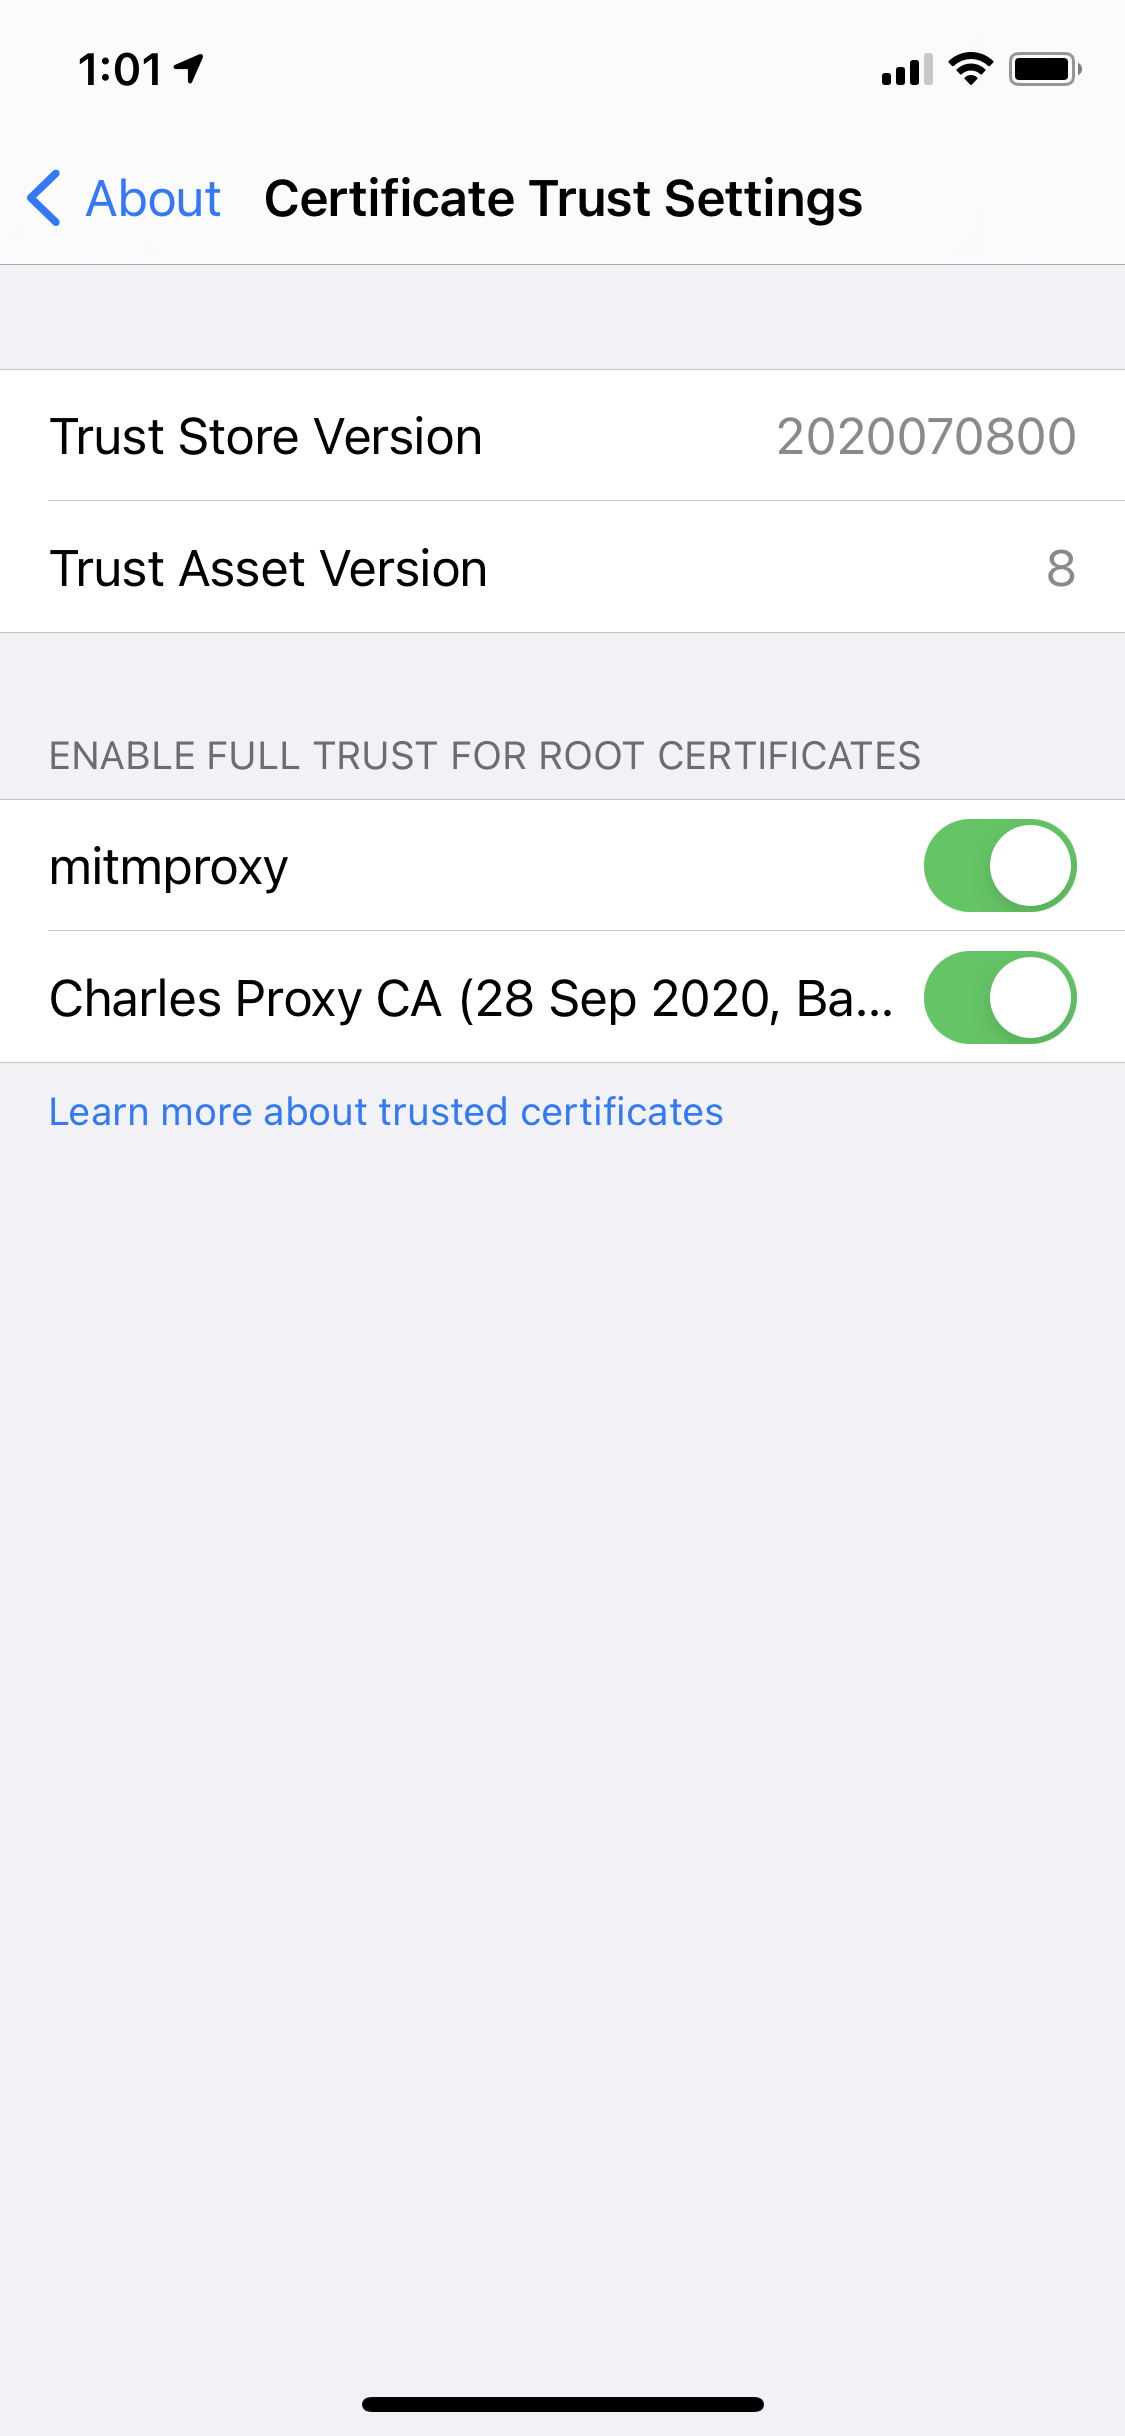 1:01
About Certificate Trust Settings
Trust Store Version 2020070800
Trust Asset Version 8
ENABLE FULL TRUST FOR ROOT CERTIFICATES
mitmproxy
Charles Proxy CA (28 Sep 2020, Ba...
Learn more about trusted certificates